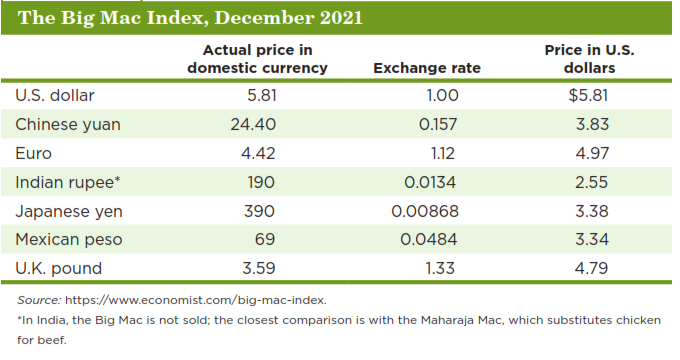 The Big Mac Index, December 2021
Actual price in domestic currency Exchange rate Price in U.S. dollars
U.S. dollar 5.81 1.00 $5.81
Chinese yuan 24.40 0.157 3.83
Euro 4.42 1.12 4.97
Indian rupee* 190 0.0134 2.55
Japanese yen 390 0.00868 3.38
Mexican peso 69 0.0484 3.34
U.K. pound 3.59 1.33 4.79
Source: https://www.economist.com/big-mac-index.
*In India, the Big Mac is not sold; the closest comparison is with the Maharaja Mac, which substitutes chicken
for beef.